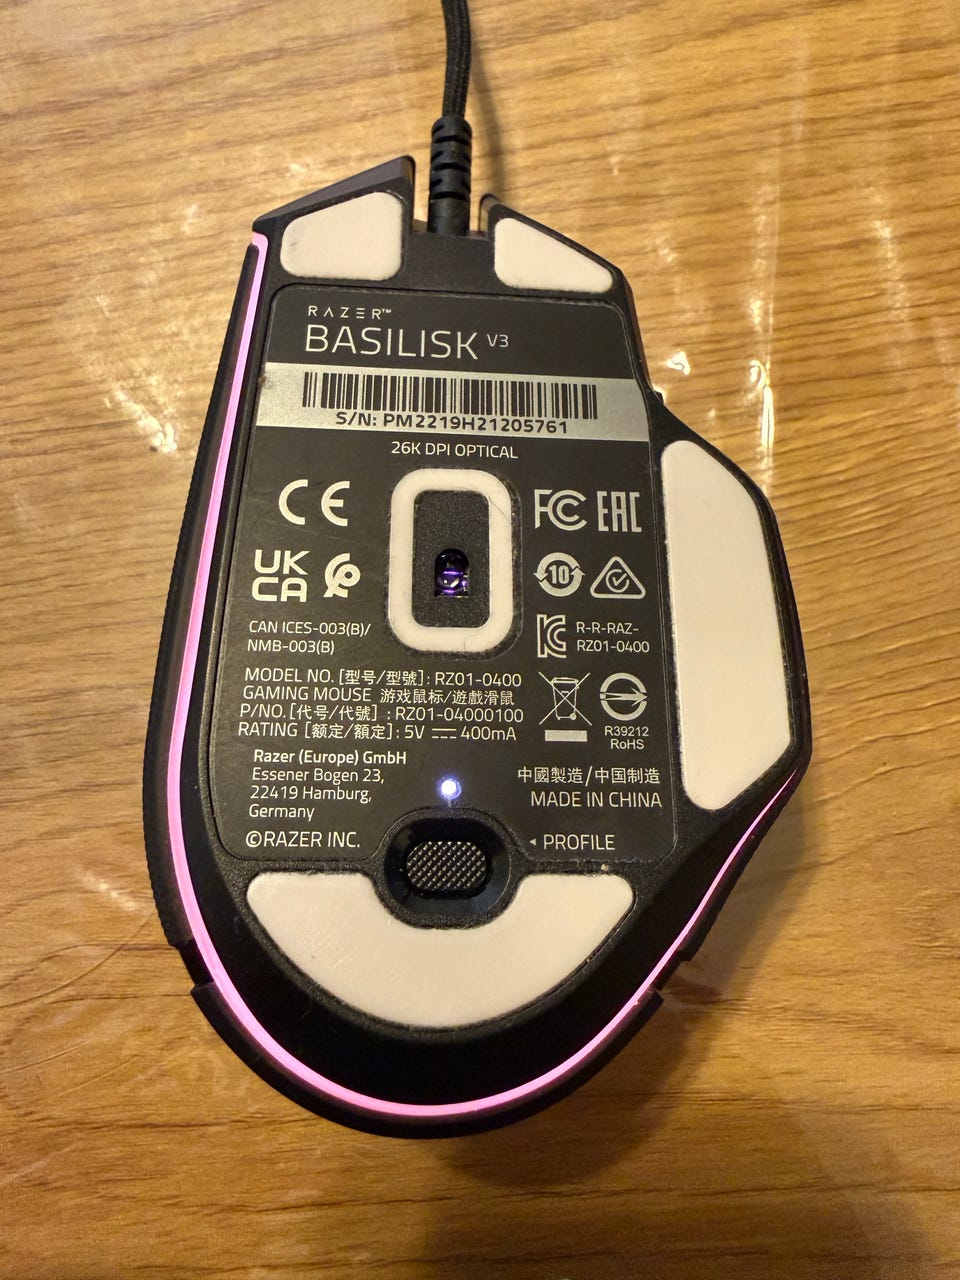 RAZER™
BASILISK V3
S/N: PM2219H21205761
26K DPI OPTICAL
CE
FC EAC
UK
CA
10
CAN ICES-003(B)/
NMB-003(B)
R-R-RAZ-
RZ01-0400
MODEL NO. [型号/型號]: RZ01-0400
GAMING MOUSE 游戏鼠标/遊戲滑鼠
P/NO. [代号/代號] : RZ01-04000100
RATING [额定/額定]: 5V ⎓ 400mA
R39212
RoHS
Razer (Europe) GmbH
Essener Bogen 23,
22419 Hamburg,
Germany
中國製造/中国制造
MADE IN CHINA
©RAZER INC.
◂ PROFILE